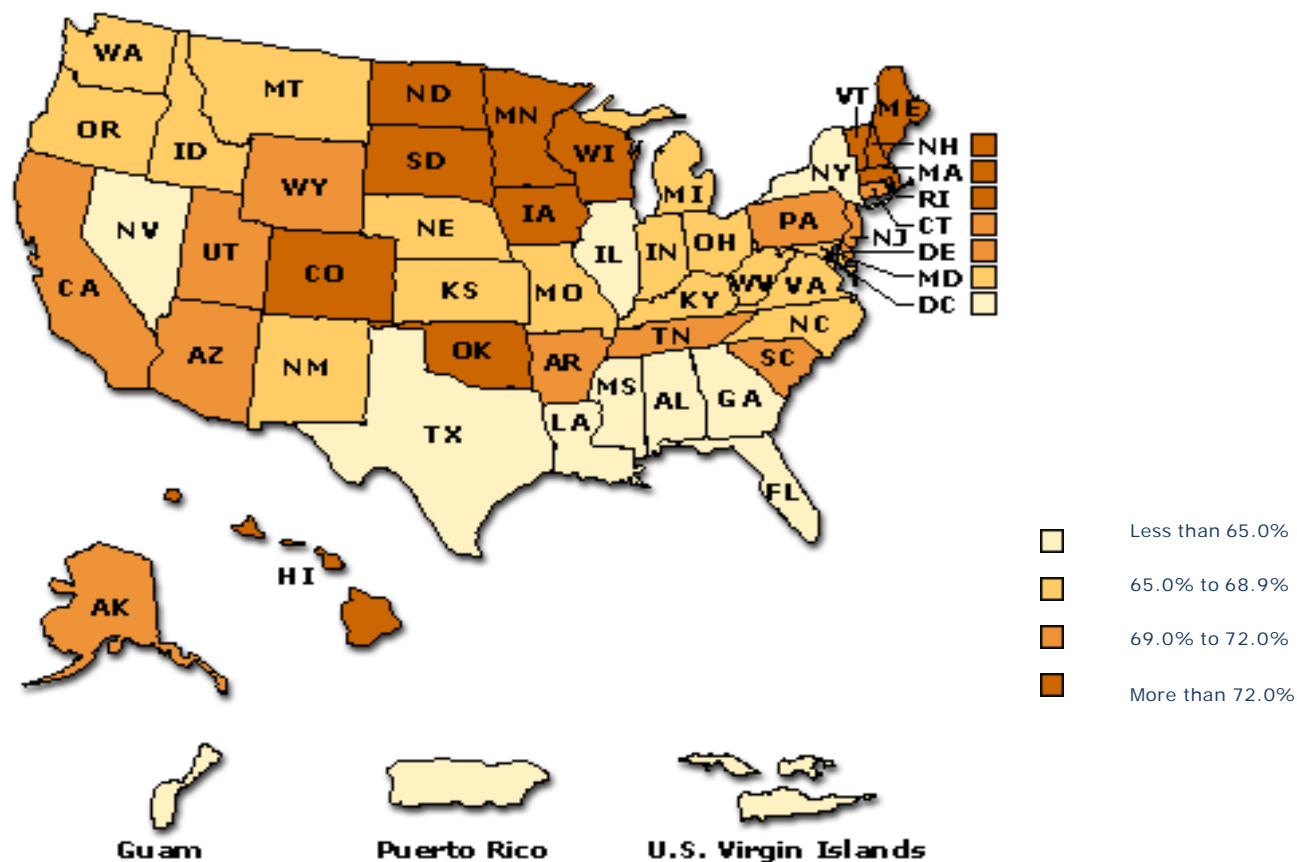 WA
MT
ND
MN
VT
ME
OR
ID
SD
WI
NH
WY
MI
NY
MA
RI
NV
UT
NE
IA
IL
IN
OH
PA
NJ
CT
DE
CA
CO
KS
MO
KY
WV
VA
MD
DC
AZ
NM
OK
AR
TN
NC
SC
TX
LA
MS
AL
GA
FL
HI
AK
Less than 65.0%
65.0% to 68.9%
69.0% to 72.0%
More than 72.0%
Guam
Puerto Rico
U.S. Virgin Islands